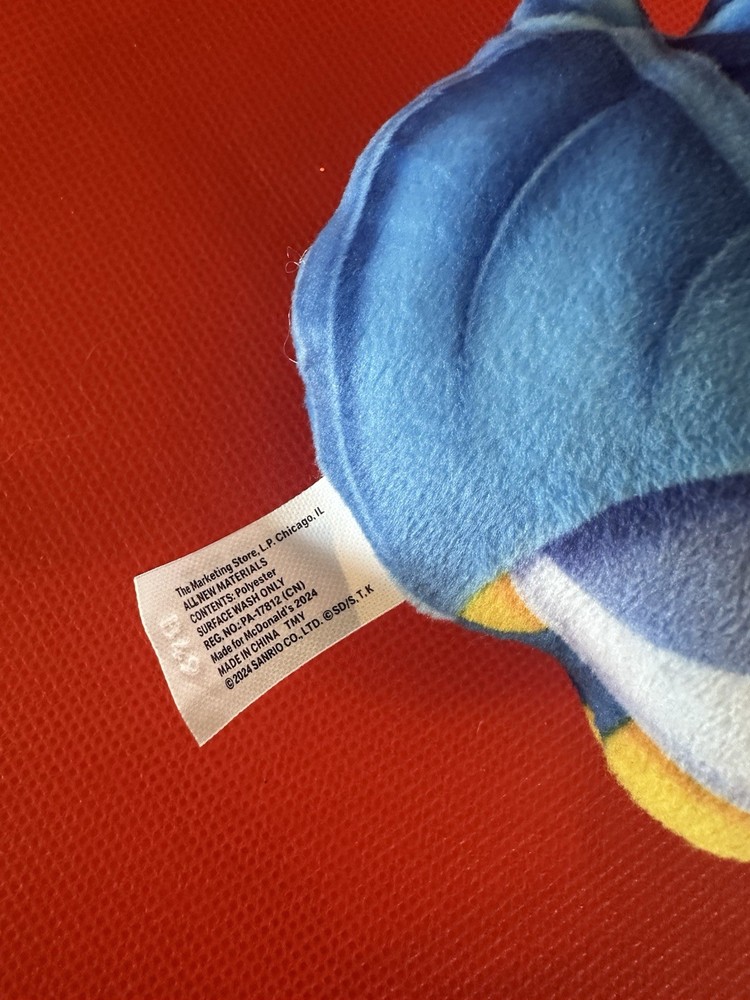 The Marketing Store, L.P. Chicago, IL
ALL NEW MATERIALS
CONTENTS: Polyester
SURFACE WASH ONLY
REG. NO.: PA-17812 (CN)
Made for McDonald's 2024
MADE IN CHINA TMY
©2024 SANRIO CO., LTD. ©SD/S.T.K